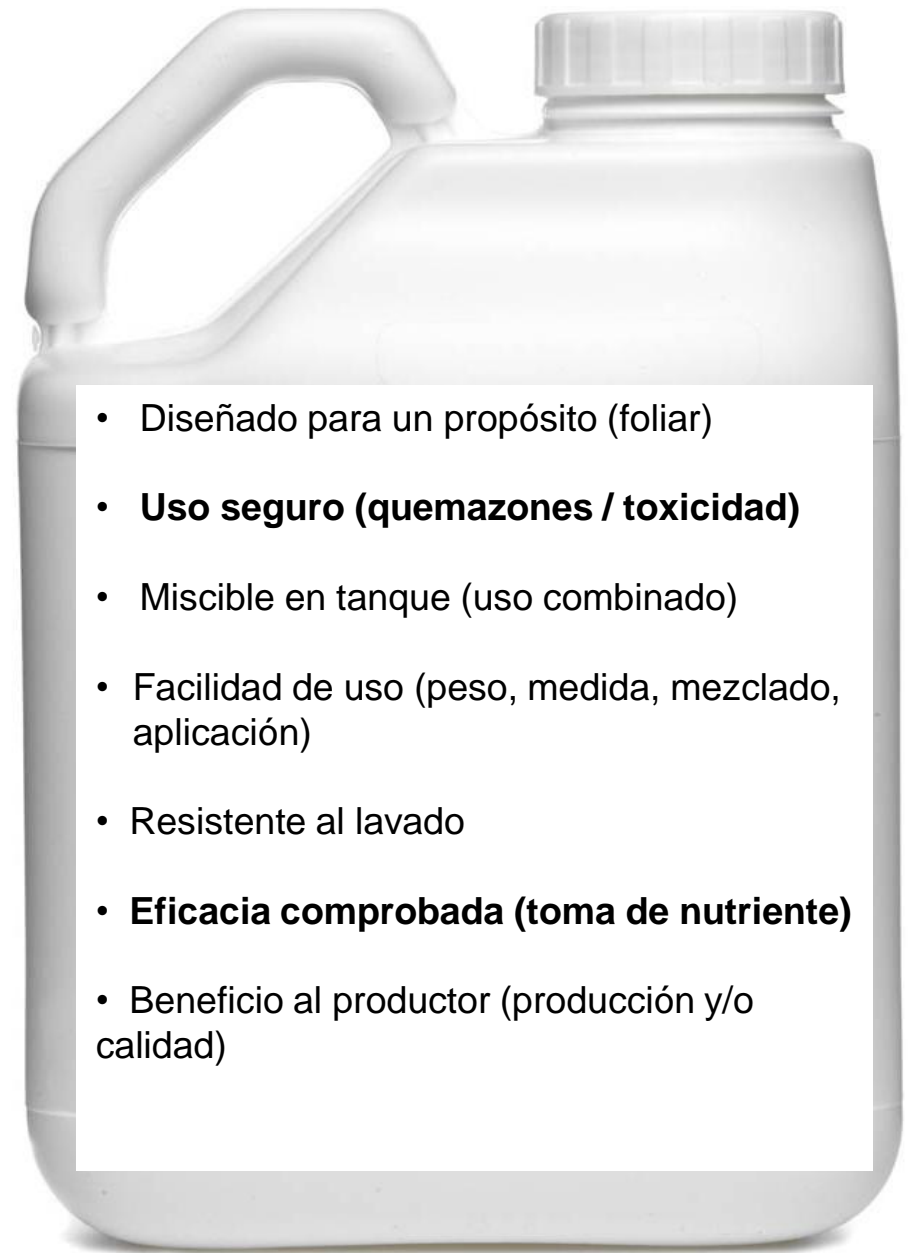 • Diseñado para un propósito (foliar)
• Uso seguro (quemazones / toxicidad)
• Miscible en tanque (uso combinado)
• Facilidad de uso (peso, medida, mezclado,
aplicación)
• Resistente al lavado
• Eficacia comprobada (toma de nutriente)
• Beneficio al productor (producción y/o
calidad)